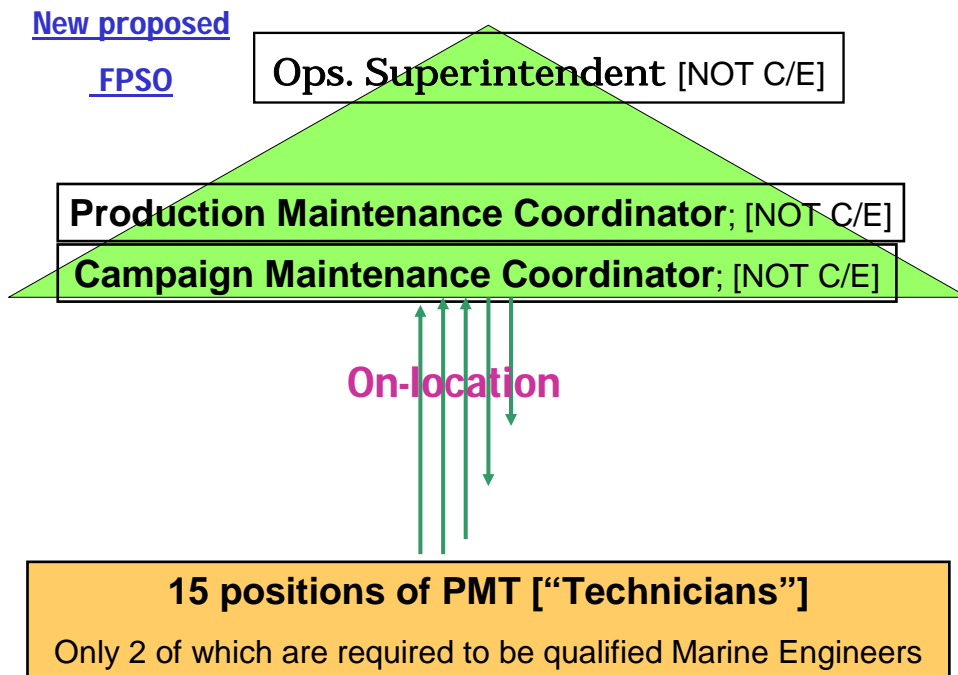 New proposed
FPSO
Ops. Superintendent [NOT C/E]
Production Maintenance Coordinator; [NOT C/E]
Campaign Maintenance Coordinator; [NOT C/E]
On-location
15 positions of PMT [“Technicians”]
Only 2 of which are required to be qualified Marine Engineers